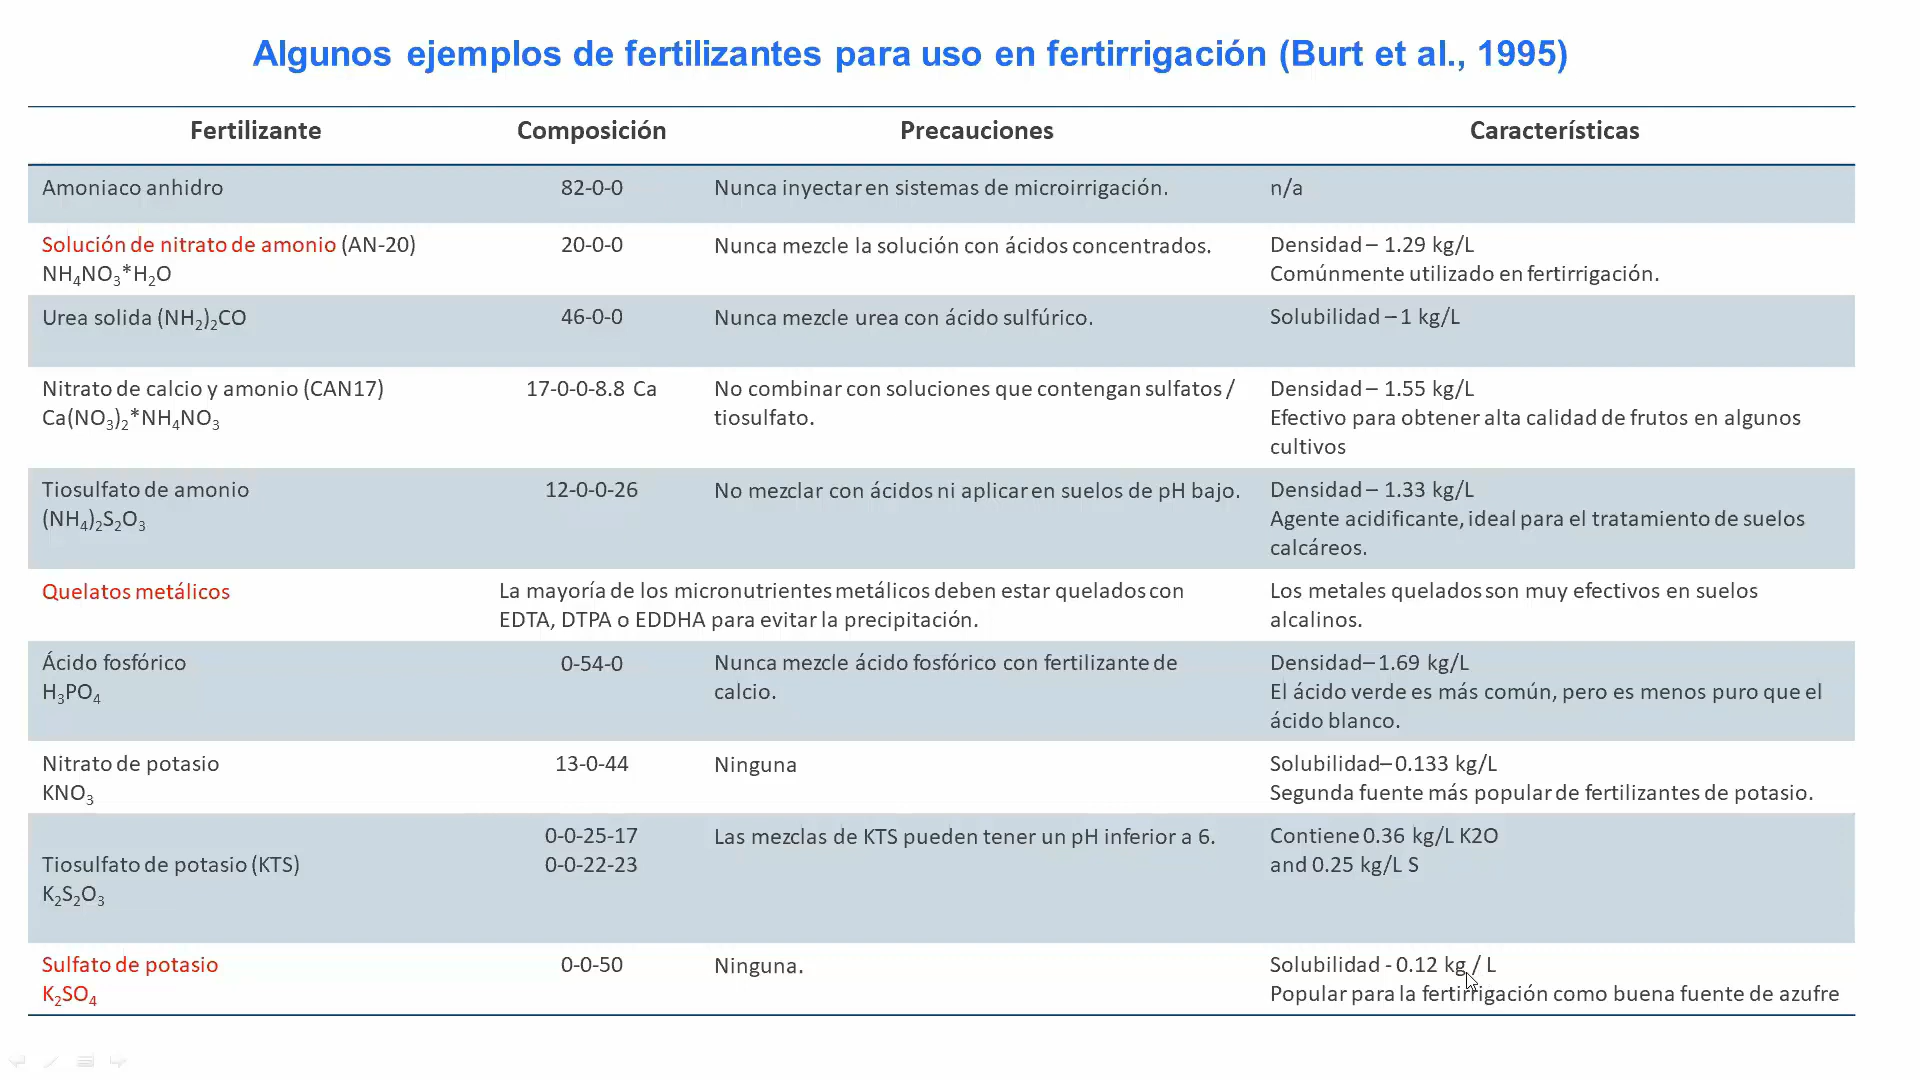 Algunos ejemplos de fertilizantes para uso en fertirrigación (Burt et al., 1995)
Fertilizante Composición Precauciones Características
Amoniaco anhidro 82-0-0 Nunca inyectar en sistemas de microirrigación. n/a
Solución de nitrato de amonio (AN-20) 20-0-0 Nunca mezcle la solución con ácidos concentrados. Densidad – 1.29 kg/L
NH₄NO₃*H₂O Comúnmente utilizado en fertirrigación.
Urea solida (NH₂)₂CO 46-0-0 Nunca mezcle urea con ácido sulfúrico. Solubilidad – 1 kg/L
Nitrato de calcio y amonio (CAN17) 17-0-0-8.8 Ca No combinar con soluciones que contengan sulfatos / Densidad – 1.55 kg/L
Ca(NO₃)₂*NH₄NO₃ tiosulfato. Efectivo para obtener alta calidad de frutos en algunos
cultivos
Tiosulfato de amonio 12-0-0-26 No mezclar con ácidos ni aplicar en suelos de pH bajo. Densidad – 1.33 kg/L
(NH₄)₂S₂O₃ Agente acidificante, ideal para el tratamiento de suelos
calcáreos.
Quelatos metálicos La mayoría de los micronutrientes metálicos deben estar quelados con Los metales quelados son muy efectivos en suelos
EDTA, DTPA o EDDHA para evitar la precipitación. alcalinos.
Ácido fosfórico 0-54-0 Nunca mezcle ácido fosfórico con fertilizante de Densidad– 1.69 kg/L
H₃PO₄ calcio. El ácido verde es más común, pero es menos puro que el
ácido blanco.
Nitrato de potasio 13-0-44 Ninguna Solubilidad– 0.133 kg/L
KNO₃ Segunda fuente más popular de fertilizantes de potasio.
0-0-25-17 Las mezclas de KTS pueden tener un pH inferior a 6. Contiene 0.36 kg/L K2O
Tiosulfato de potasio (KTS) 0-0-22-23 and 0.25 kg/L S
K₂S₂O₃
Sulfato de potasio 0-0-50 Ninguna. Solubilidad - 0.12 kg / L
K₂SO₄ Popular para la fertirrigación como buena fuente de azufre